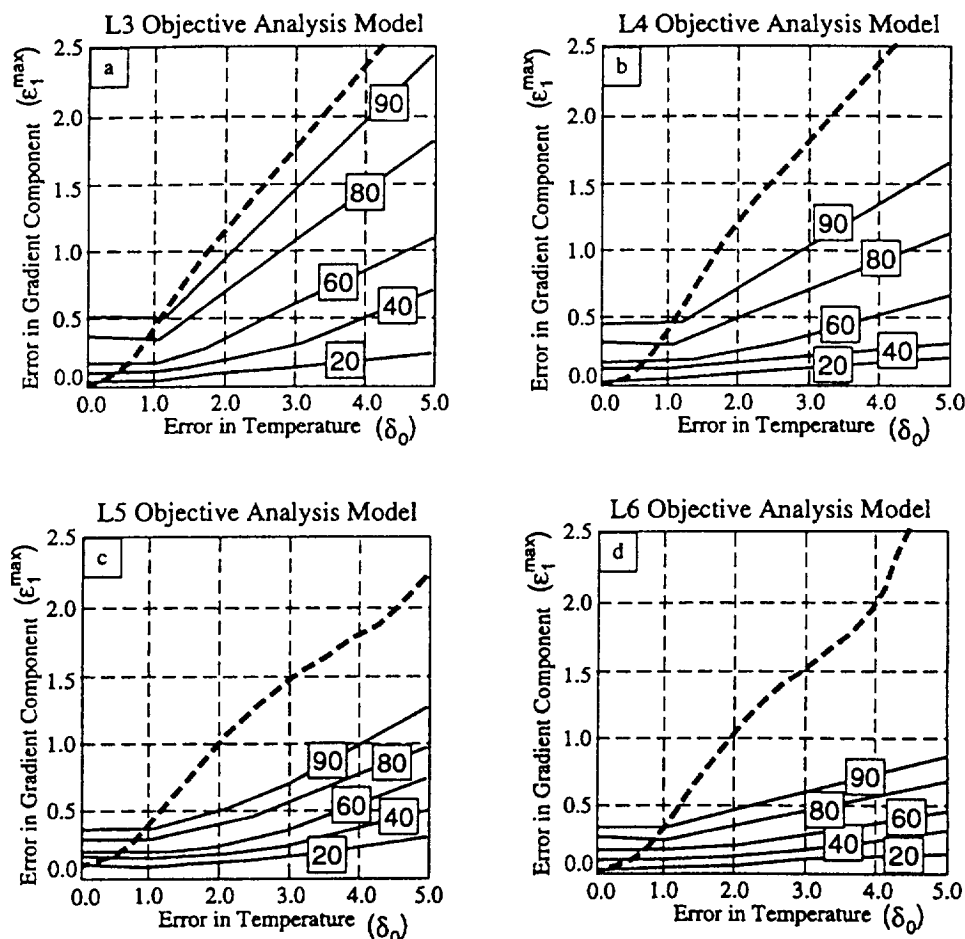 L3 Objective Analysis Model
a
Error in Gradient Component (ε₁ᵐᵃˣ)
2.5
2.0
1.5
1.0
0.5
0.0
90
80
60
40
20
0.0 1.0 2.0 3.0 4.0 5.0
Error in Temperature (δ₀)
L4 Objective Analysis Model
b
Error in Gradient Component (ε₁ᵐᵃˣ)
2.5
2.0
1.5
1.0
0.5
0.0
90
80
60
40
20
0.0 1.0 2.0 3.0 4.0 5.0
Error in Temperature (δ₀)
L5 Objective Analysis Model
c
Error in Gradient Component (ε₁ᵐᵃˣ)
2.5
2.0
1.5
1.0
0.5
0.0
90
80
60
40
20
0.0 1.0 2.0 3.0 4.0 5.0
Error in Temperature (δ₀)
L6 Objective Analysis Model
d
Error in Gradient Component (ε₁ᵐᵃˣ)
2.5
2.0
1.5
1.0
0.5
0.0
90
80
60
40
20
0.0 1.0 2.0 3.0 4.0 5.0
Error in Temperature (δ₀)